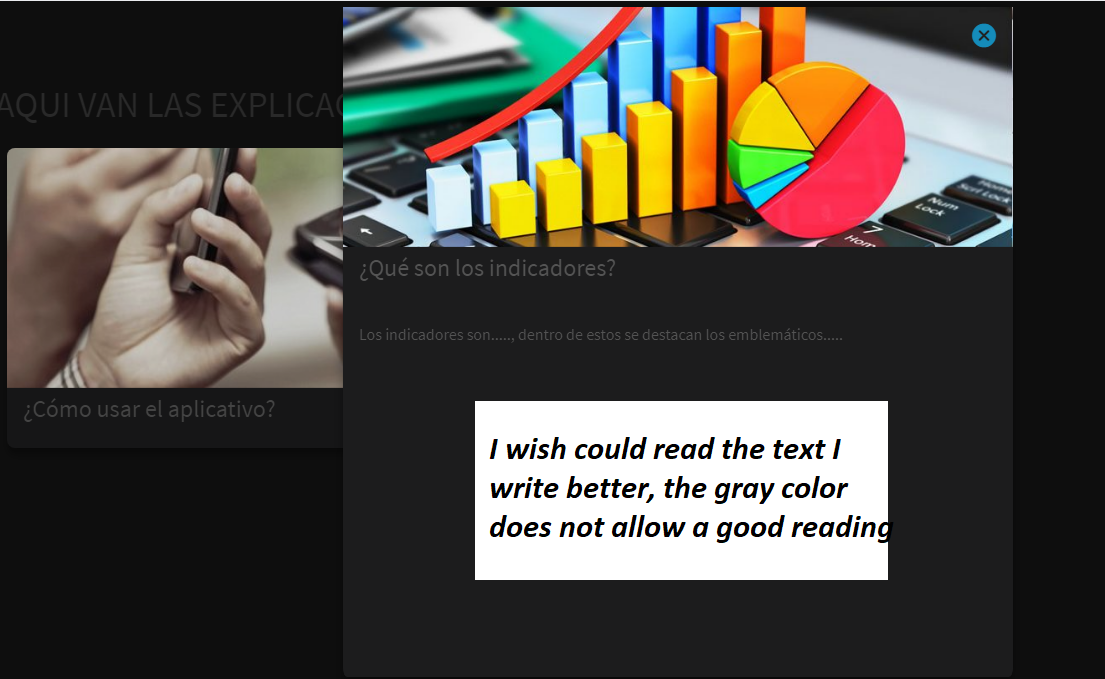 AQUI VAN LAS EXPLICAC
Home
Scrl Lock
Num
Lock
7
Hom
¿Qué son los indicadores?
Los indicadores son....., dentro de estos se destacan los emblemáticos.....
¿Cómo usar el aplicativo?
I wish could read the text I
write better, the gray color
does not allow a good reading